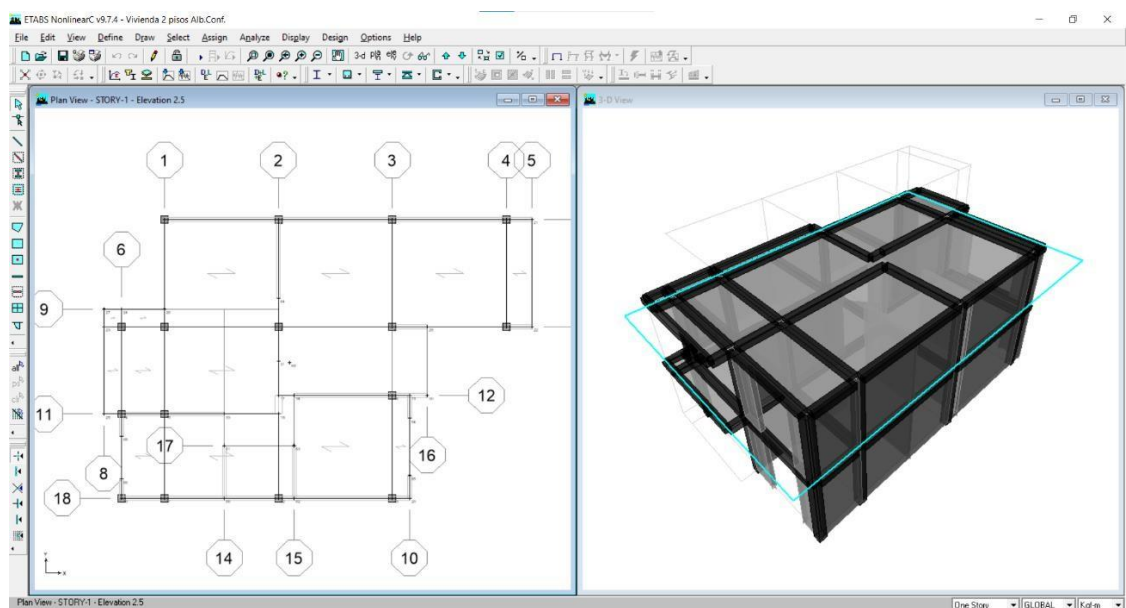 ETABS NonlinearC v9.7.4 - Vivienda 2 pisos Alb.Conf.
File Edit View Define Draw Select Assign Analyze Display Design Options Help
3-d
Plan View - STORY-1 - Elevation 2.5
3-D View
1 2 3 4 5
6
9
11 12
17
8 16
18
14 15 10
Y
X
Plan View - STORY-1 - Elevation 2.5 One Story GLOBAL Kgf-m